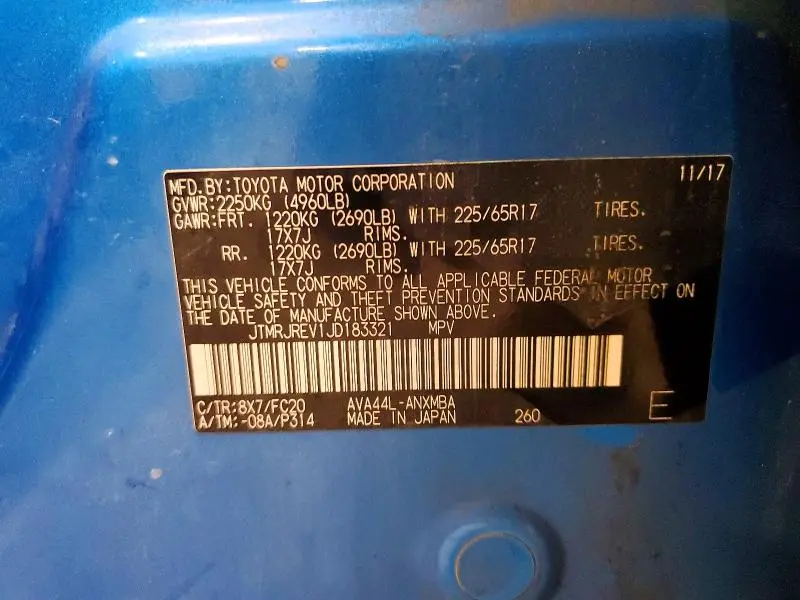 MFD.BY:TOYOTA MOTOR CORPORATION 11/17
GVWR:2250KG (4960LB)
GAWR:FRT. 1220KG (2690LB) WITH 225/65R17 TIRES.
17X7J RIMS.
RR. 1220KG (2690LB) WITH 225/65R17 TIRES.
17X7J RIMS.
THIS VEHICLE CONFORMS TO ALL APPLICABLE FEDERAL MOTOR
VEHICLE SAFETY AND THEFT PREVENTION STANDARDS IN EFFECT ON
THE DATE OF MANUFACTURE SHOWN ABOVE.
JTMRJREV1JD183321 MPV
C/TR:8X7/FC20 AVA44L-ANXMBA
A/TM:-08A/P314 MADE IN JAPAN 260 E